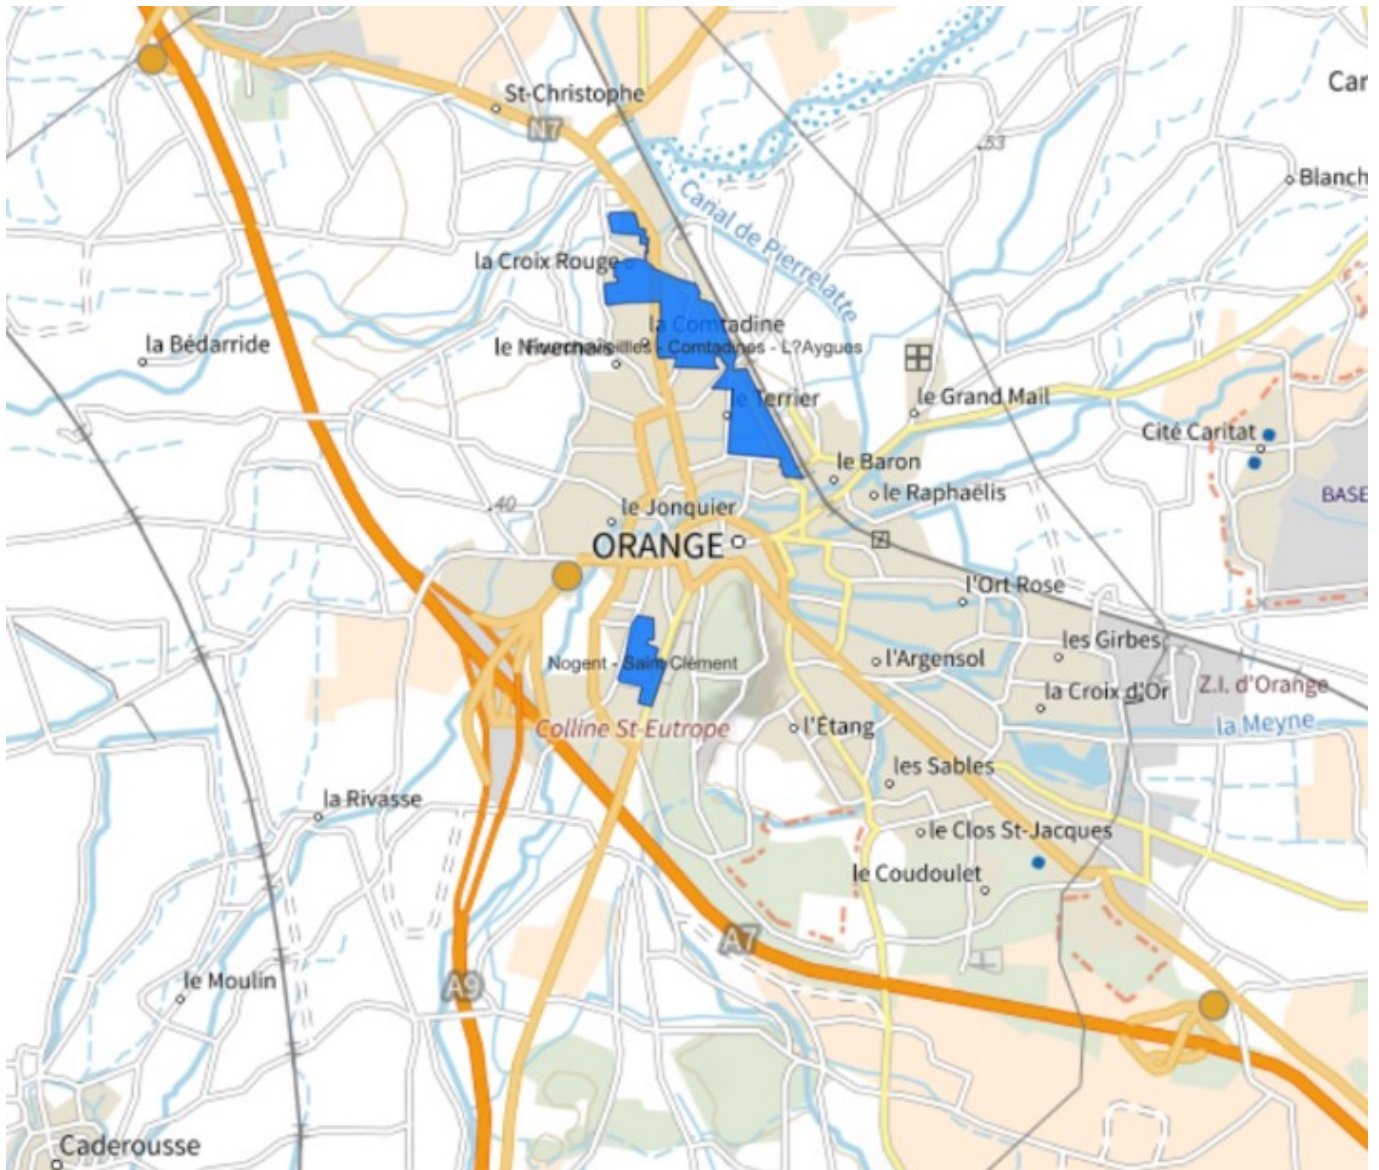 Car
St-Christophe
N7
53
Blanch
Canal de Pierrelatte
la Croix Rouge
la Comtadine
la Bédarride
le Nivernais
- Comtadines - L?Aygues
le Terrier
le Grand Mail
Cité Caritat
le Baron
le Raphaëlis
BASE
40
le Jonquier
ORANGE
l'Ort Rose
les Girbes
Nogent - Saint Clément
l'Argensol
Z.I. d'Orange
la Croix d'Or
la Meyne
Colline St-Eutrope
l'Étang
les Sables
la Rivasse
le Clos St-Jacques
le Coudoulet
A7
le Moulin
A9
Caderousse